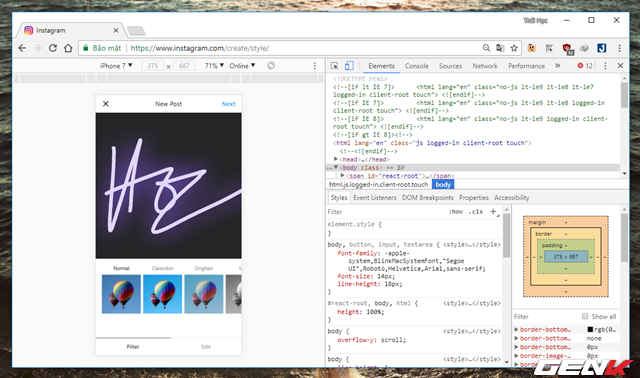 Thiết Học
Instagram
Bảo mật
https://www.instagram.com/create/style/
iPhone 7 375 × 667 71% Online
Elements Console Sources Network Performance 12
New Post Next
Normal Clarendon Gingham
Filter Edit
<!DOCTYPE html>
<!--[if lt IE 7]> <html lang="en" class="no-js lt-ie9 lt-ie8 lt-ie7
logged-in client-root touch"> <![endif]-->
<!--[if IE 7]> <html lang="en" class="no-js lt-ie9 lt-ie8 logged-in
client-root touch"> <![endif]-->
<!--[if IE 8]> <html lang="en" class="no-js lt-ie9 logged-in
client-root touch"> <![endif]-->
<!--[if gt IE 8]><!-->
<html lang="en" class="js logged-in client-root touch">
<!--<![endif]-->
<head>…</head>
<body class> == $0
<span id="react-root">…</span>
html.js.logged-in.client-root.touch body
Styles Event Listeners DOM Breakpoints Properties Accessibility
Filter :hov .cls +
element.style {
}
body, button, input, textarea { <style>…</style>
font-family: -apple-
system,BlinkMacSystemFont,"Segoe
UI",Roboto,Helvetica,Arial,sans-serif;
font-size: 14px;
line-height: 18px;
}
#react-root, body, html { <style>…</style>
height: 100%;
}
body { <style>…</style>
overflow-y: scroll;
}
body { <style>…</style>
margin
border
padding
375 × 667
Filter Show all
border-bottom… rgb(0…
border-bottom… none
border-bottom… 0px
border-image-… 0px
GENK